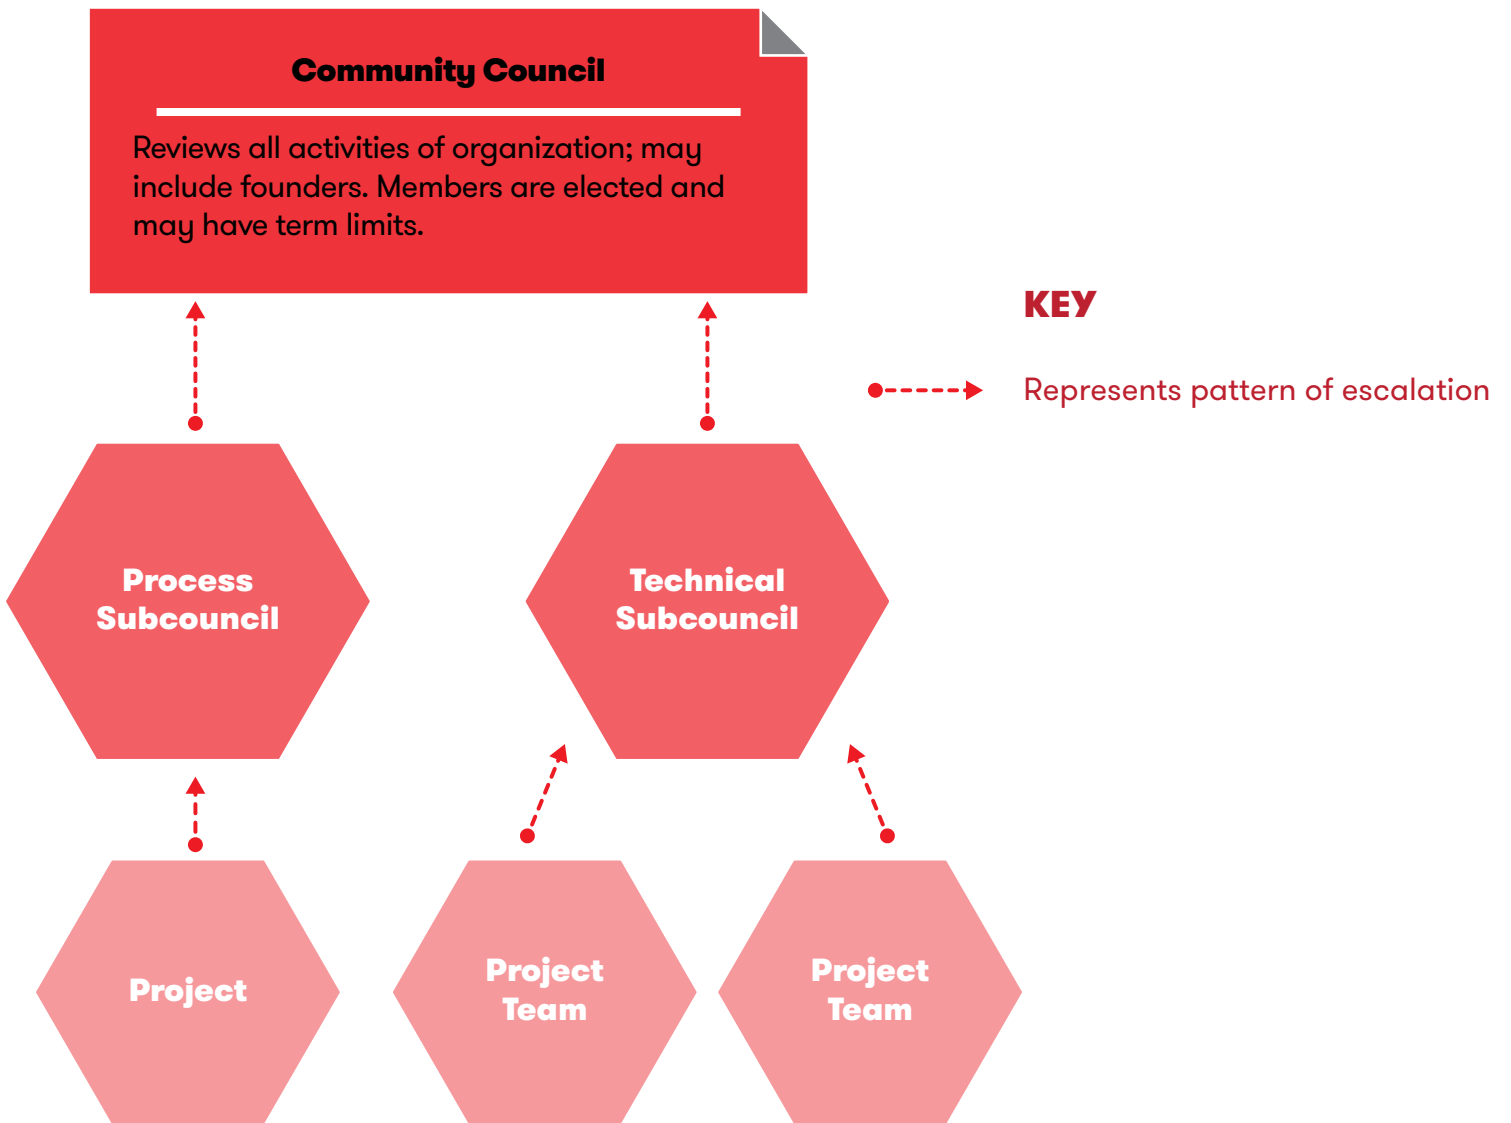 Community Council
Reviews all activities of organization; may
include founders. Members are elected and
may have term limits.
KEY
Represents pattern of escalation
Process
Subcouncil
Technical
Subcouncil
Project
Project
Team
Project
Team